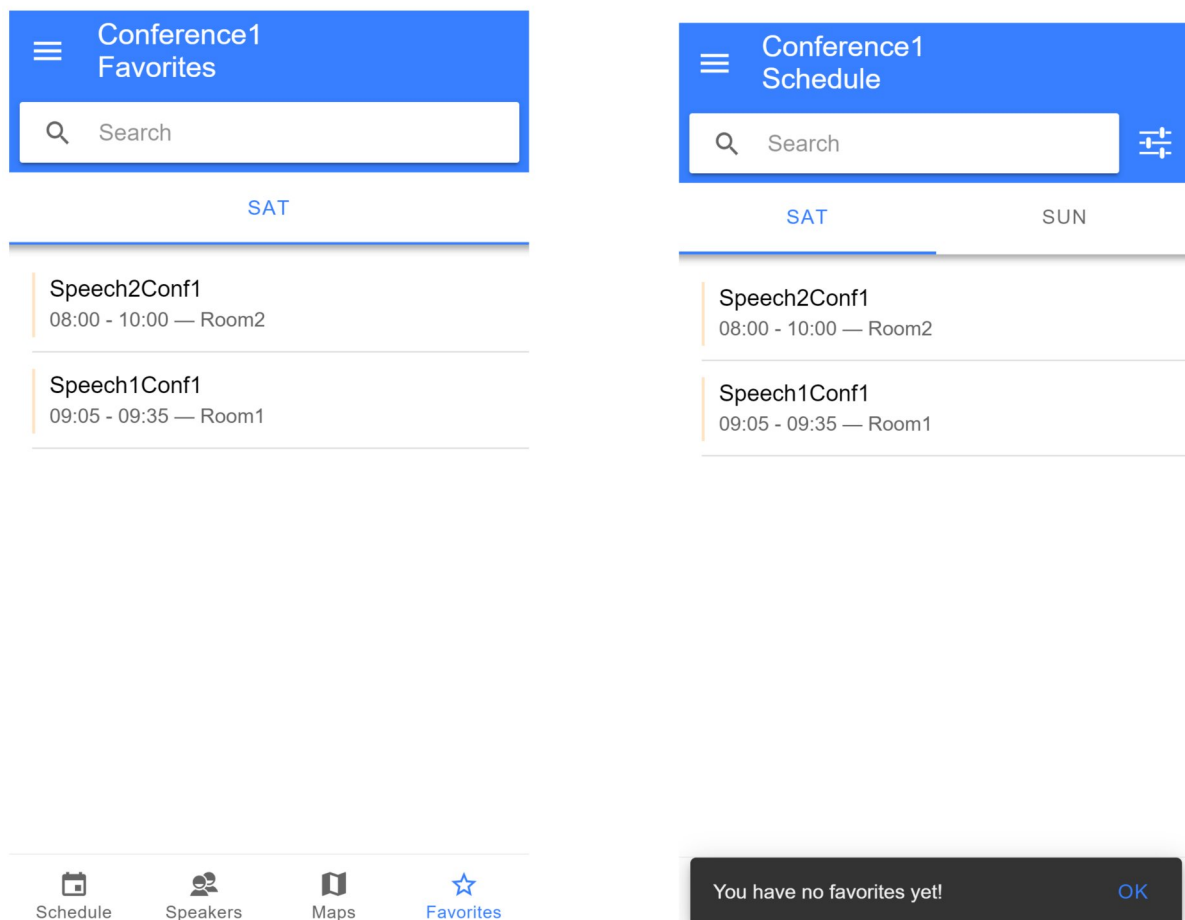 Conference1
Favorites
Search
SAT
Speech2Conf1
08:00 - 10:00 — Room2
Speech1Conf1
09:05 - 09:35 — Room1
Schedule
Speakers
Maps
Favorites
Conference1
Schedule
Search
SAT
SUN
Speech2Conf1
08:00 - 10:00 — Room2
Speech1Conf1
09:05 - 09:35 — Room1
You have no favorites yet!
OK